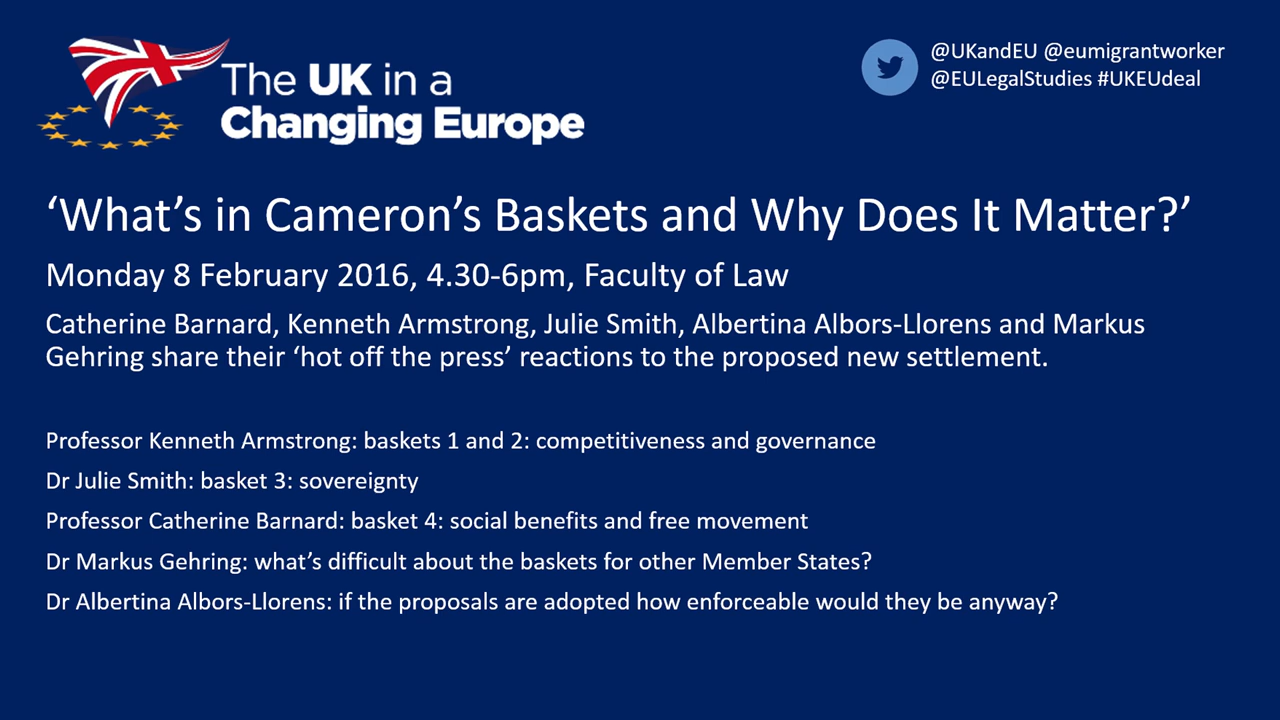 The UK in a
Changing Europe
@UKandEU @eumigrantworker
@EULegalStudies #UKEUdeal
‘What’s in Cameron’s Baskets and Why Does It Matter?’
Monday 8 February 2016, 4.30-6pm, Faculty of Law
Catherine Barnard, Kenneth Armstrong, Julie Smith, Albertina Albors-Llorens and Markus
Gehring share their ‘hot off the press’ reactions to the proposed new settlement.
Professor Kenneth Armstrong: baskets 1 and 2: competitiveness and governance
Dr Julie Smith: basket 3: sovereignty
Professor Catherine Barnard: basket 4: social benefits and free movement
Dr Markus Gehring: what’s difficult about the baskets for other Member States?
Dr Albertina Albors-Llorens: if the proposals are adopted how enforceable would they be anyway?